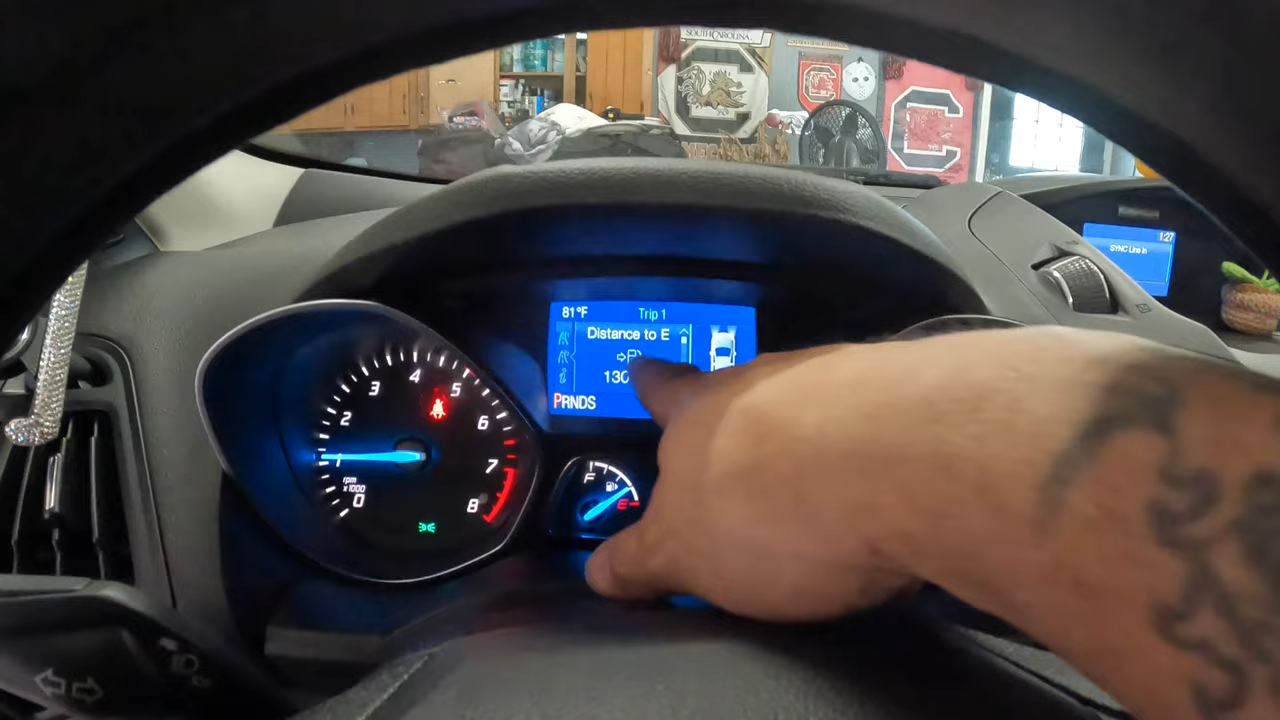 SOUTH CAROLINA
C
C
1:27
SYNC Line In
81°F Trip 1
Distance to E
130
PRNDS
0
1
2
3
4
5
6
7
8
rpm
x1000
F
E